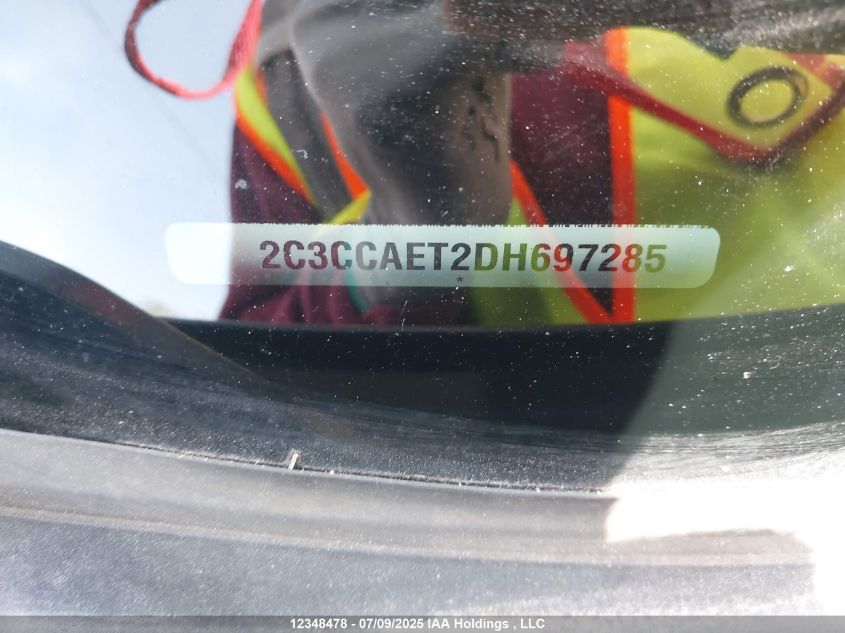 2C3CCAET2DH697285
12348478 - 07/09/2025 IAA Holdings , LLC